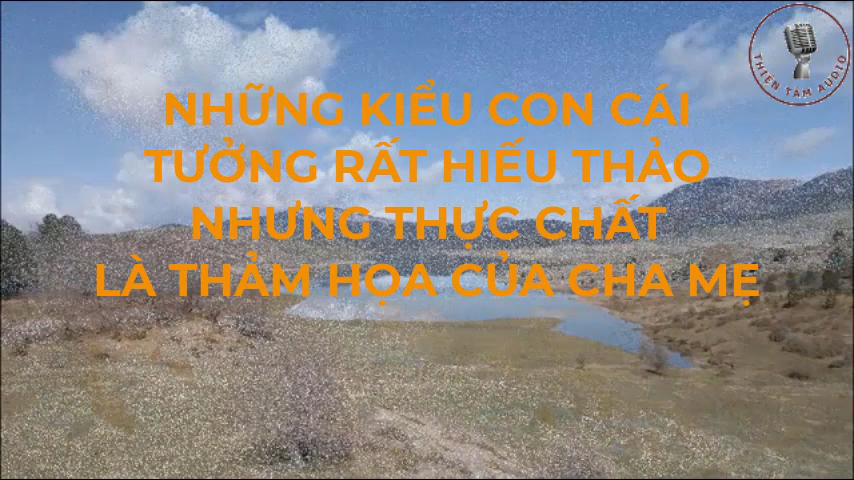 THIEN TAM AUDIO
NHỮNG KIỂU CON CÁI
TƯỞNG RẤT HIẾU THẢO
NHƯNG THỰC CHẤT
LÀ THẢM HỌA CỦA CHA MẸ